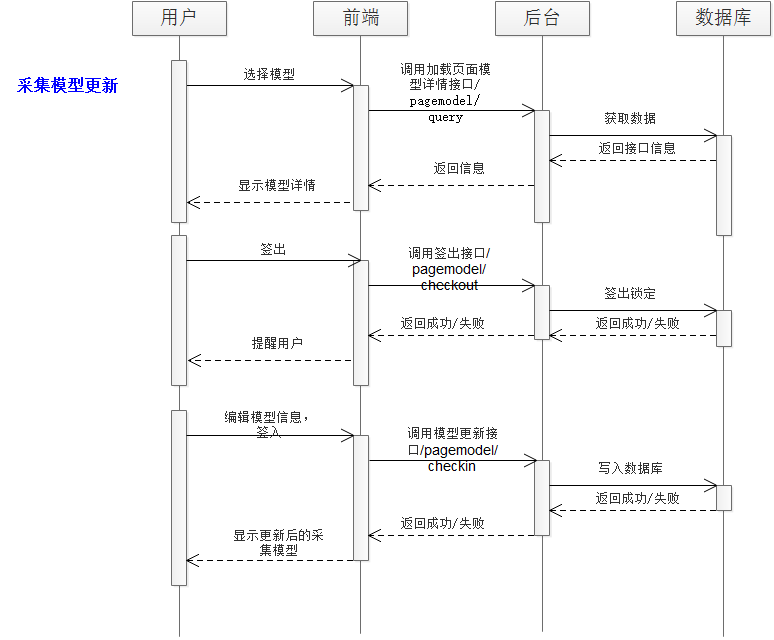 用户
前端
后台
数据库
采集模型更新
选择模型
调用加载页面模
型详情接口/
pagemodel/
query
获取数据
返回接口信息
返回信息
显示模型详情
签出
调用签出接口/
pagemodel/
checkout
签出锁定
返回成功/失败
返回成功/失败
提醒用户
编辑模型信息，
签入
调用模型更新接
口/pagemodel/
checkin
写入数据库
返回成功/失败
返回成功/失败
显示更新后的采
集模型